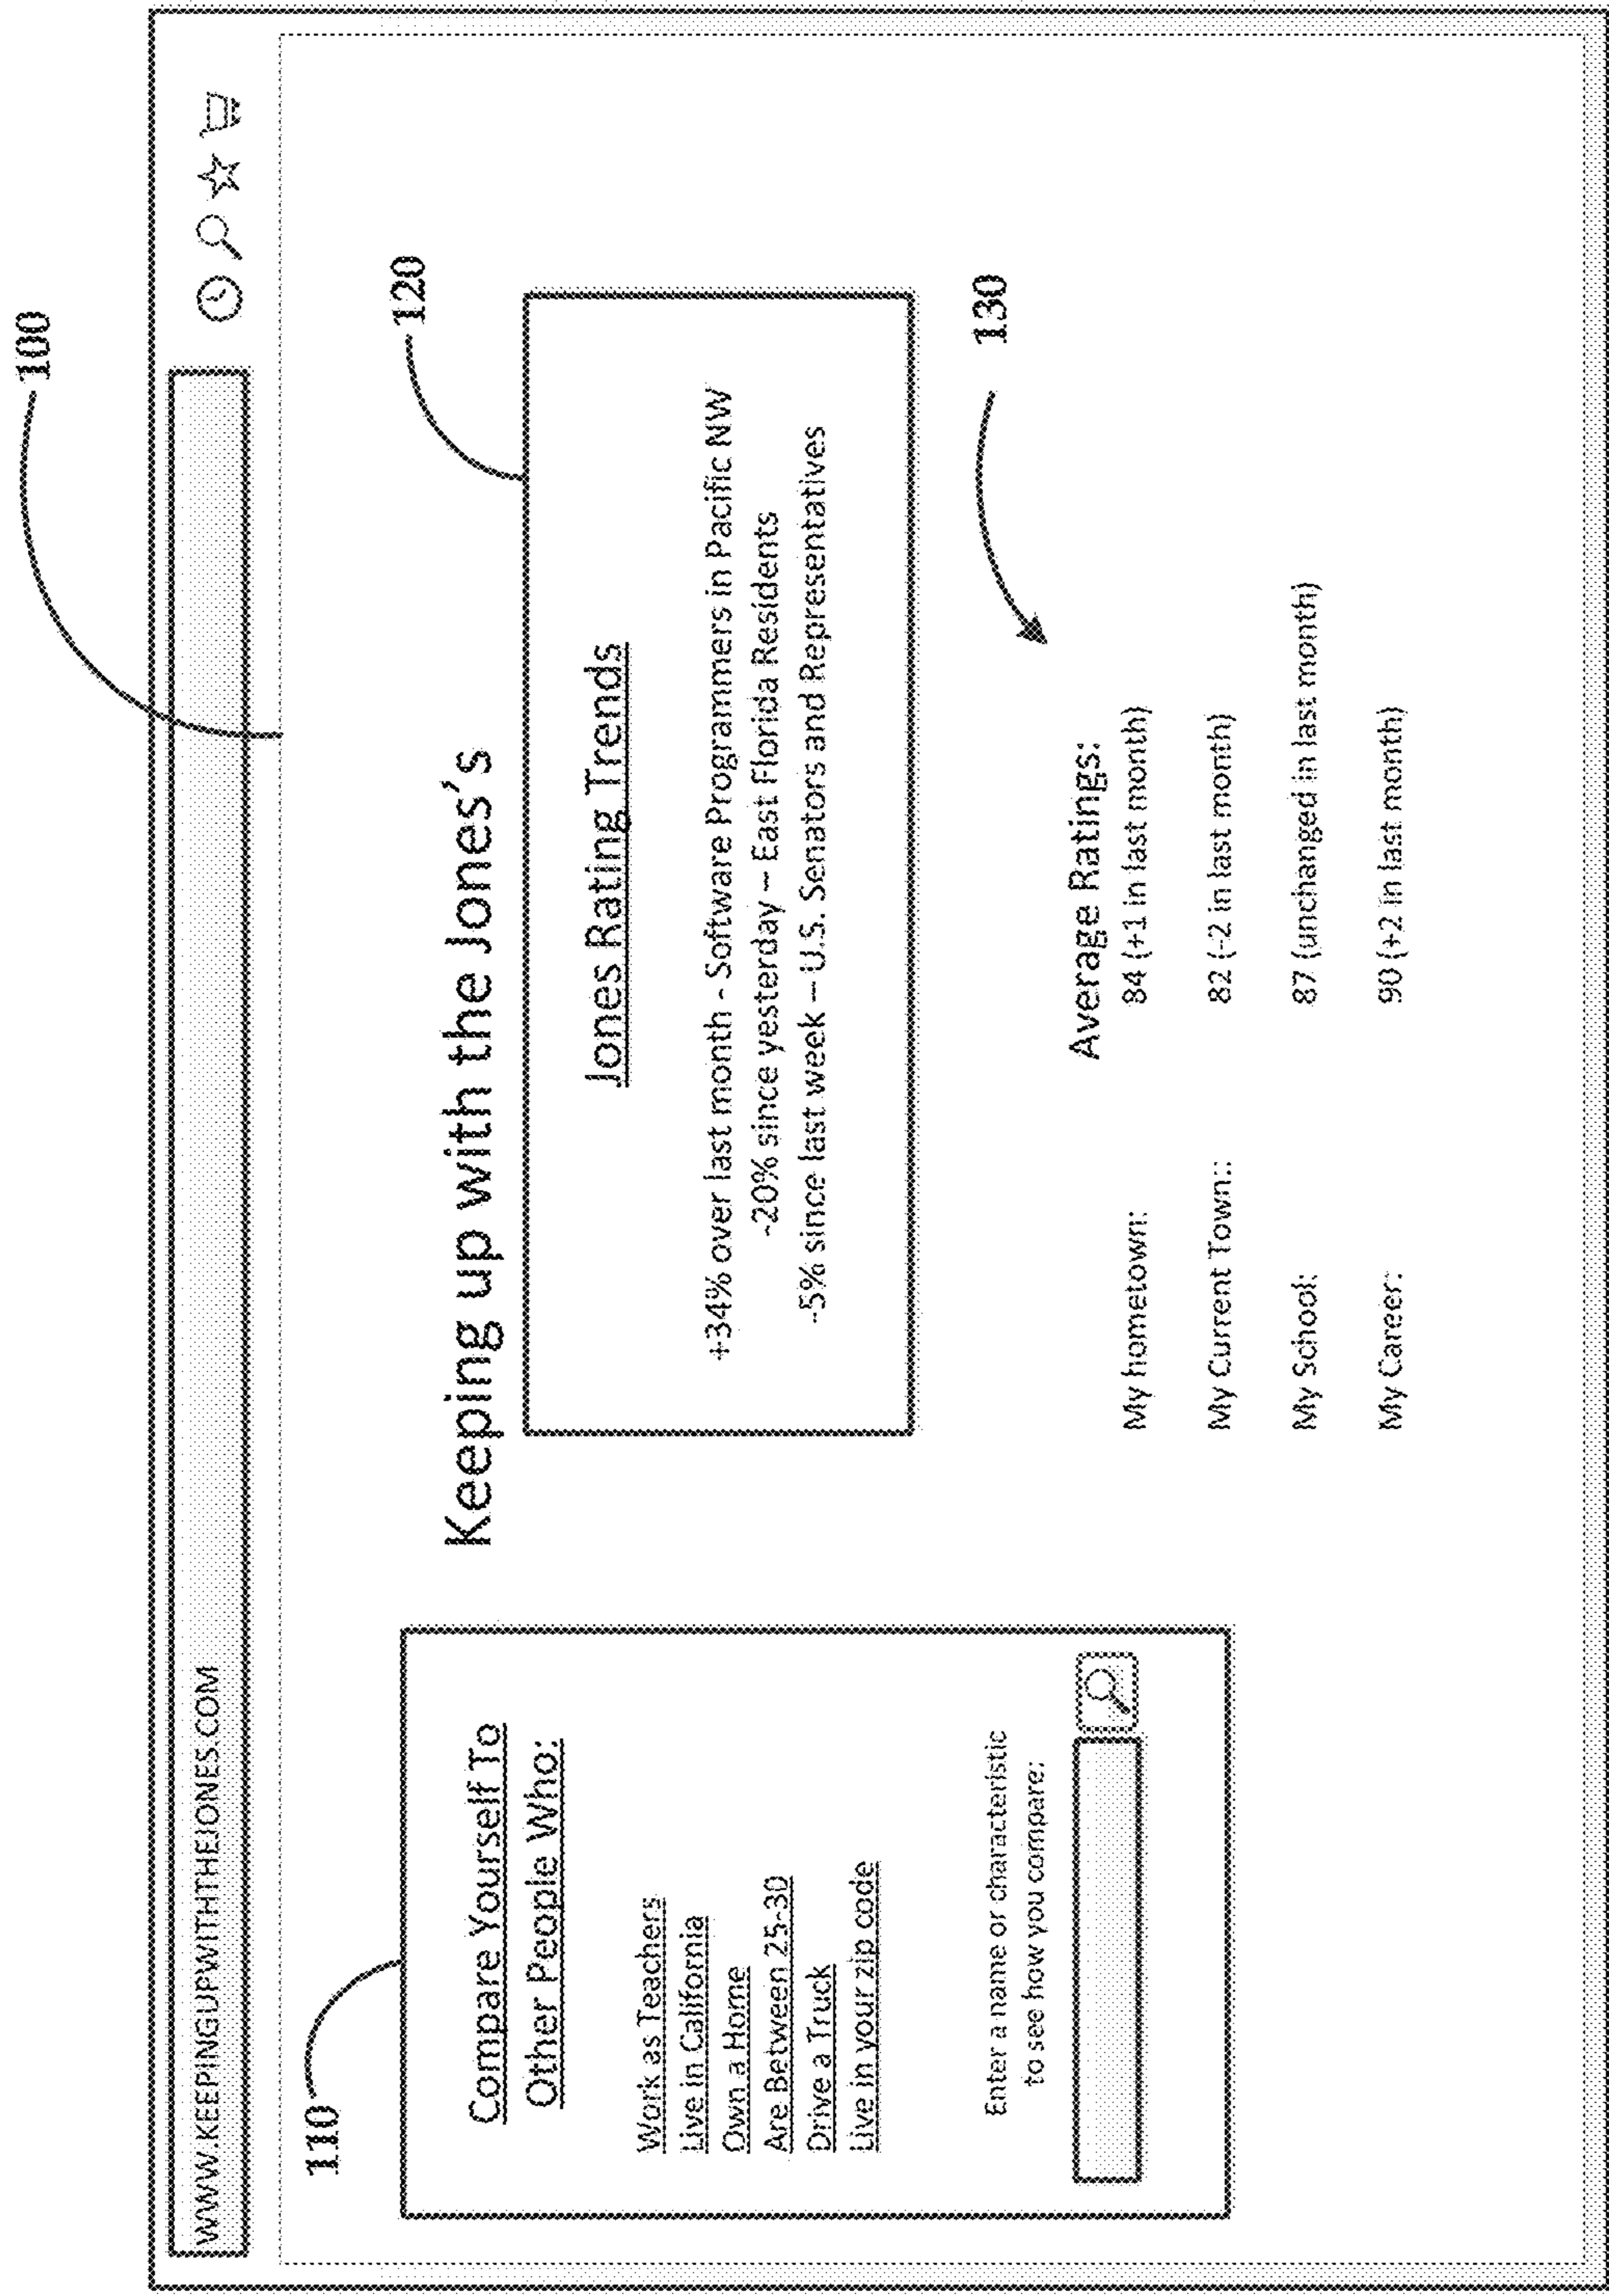 100
WWW.KEEPINGUPWITHTHEJONES.COM
110
Compare Yourself To
Other People Who:
Work as Teachers
Live in California
Own a Home
Are Between 25-30
Drive a Truck
Live in your zip code
Enter a name or characteristic
to see how you compare:
Keeping up with the Jones's
120
Jones Rating Trends
+34% over last month - Software Programmers in Pacific NW
-20% since yesterday – East Florida Residents
-5% since last week – U.S. Senators and Representatives
130
Average Ratings:
My hometown: 84 (+1 in last month)
My Current Town:: 82 (-2 in last month)
My School: 87 (unchanged in last month)
My Career: 90 (+2 in last month)